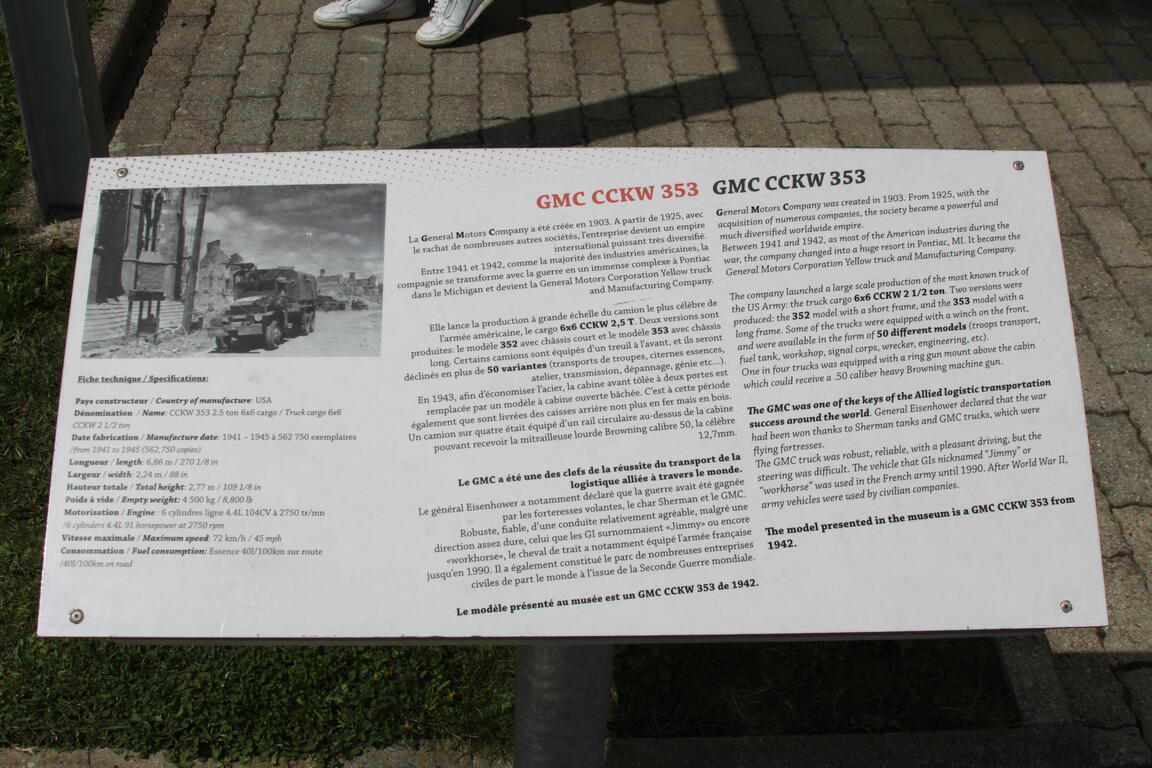 Fiche technique / Specifications:
Pays constructeur / Country of manufacture: USA
Dénomination / Name: CCKW 353 2.5 ton 6x6 cargo / Truck cargo 6x6
CCKW 2 1/2 ton
Date fabrication / Manufacture date: 1941 – 1945 à 562 750 exemplaires
/from 1941 to 1945 (562,750 copies)
Longueur / length: 6,86 m / 270 1/8 in
Largeur / width: 2,24 m / 88 in
Hauteur totale / Total height: 2,77 m / 109 1/8 in
Poids à vide / Empty weight: 4 500 kg / 8,800 lb
Motorisation / Engine : 6 cylindres ligne 4.4L 104CV à 2750 tr/mn
/6 cylinders 4.4L 91 horsepower at 2750 rpm
Vitesse maximale / Maximum speed: 72 km/h / 45 mph
Consommation / Fuel consumption: Essence 40l/100km sur route
/40l/100km on road
GMC CCKW 353
La General Motors Company a été créée en 1903. A partir de 1925, avec
le rachat de nombreuses autres sociétés, l'entreprise devient un empire
international puissant très diversifié.
Entre 1941 et 1942, comme la majorité des industries américaines, la
compagnie se transforme avec la guerre en un immense complexe à Pontiac
dans le Michigan et devient la General Motors Corporation Yellow truck
and Manufacturing Company.
Elle lance la production à grande échelle du camion le plus célèbre de
l'armée américaine, le cargo 6x6 CCKW 2,5 T. Deux versions sont
produites: le modèle 352 avec châssis court et le modèle 353 avec châssis
long. Certains camions sont équipés d'un treuil à l'avant, et ils seront
déclinés en plus de 50 variantes (transports de troupes, citernes essences,
atelier, transmission, dépannage, génie etc...).
En 1943, afin d'économiser l'acier, la cabine avant tôlée à deux portes est
remplacée par un modèle à cabine ouverte bâchée. C'est à cette période
également que sont livrées des caisses arrière non plus en fer mais en bois.
Un camion sur quatre était équipé d'un rail circulaire au-dessus de la cabine
pouvant recevoir la mitrailleuse lourde Browning calibre 50, la célèbre
12,7mm.
Le GMC a été une des clefs de la réussite du transport de la
logistique alliée à travers le monde.
Le général Eisenhower a notamment déclaré que la guerre avait été gagnée
par les forteresses volantes, le char Sherman et le GMC.
Robuste, fiable, d'une conduite relativement agréable, malgré une
direction assez dure, celui que les GI surnommaient «Jimmy» ou encore
«workhorse», le cheval de trait a notamment équipé l'armée française
jusqu'en 1990. Il a également constitué le parc de nombreuses entreprises
civiles de part le monde à l'issue de la Seconde Guerre mondiale.
Le modèle présenté au musée est un GMC CCKW 353 de 1942.
GMC CCKW 353
General Motors Company was created in 1903. From 1925, with the
acquisition of numerous companies, the society became a powerful and
much diversified worldwide empire.
Between 1941 and 1942, as most of the American industries during the
war, the company changed into a huge resort in Pontiac, MI. It became the
General Motors Corporation Yellow truck and Manufacturing Company.
The company launched a large scale production of the most known truck of
the US Army: the truck cargo 6x6 CCKW 2 1/2 ton. Two versions were
produced: the 352 model with a short frame, and the 353 model with a
long frame. Some of the trucks were equipped with a winch on the front,
and were available in the form of 50 different models (troops transport,
fuel tank, workshop, signal corps, wrecker, engineering, etc).
One in four trucks was equipped with a ring gun mount above the cabin
which could receive a .50 caliber heavy Browning machine gun.
The GMC was one of the keys of the Allied logistic transportation
success around the world. General Eisenhower declared that the war
had been won thanks to Sherman tanks and GMC trucks, which were
flying fortresses.
The GMC truck was robust, reliable, with a pleasant driving, but the
steering was difficult. The vehicle that GIs nicknamed "Jimmy" or
"workhorse" was used in the French army until 1990. After World War II,
army vehicles were used by civilian companies.
The model presented in the museum is a GMC CCKW 353 from
1942.